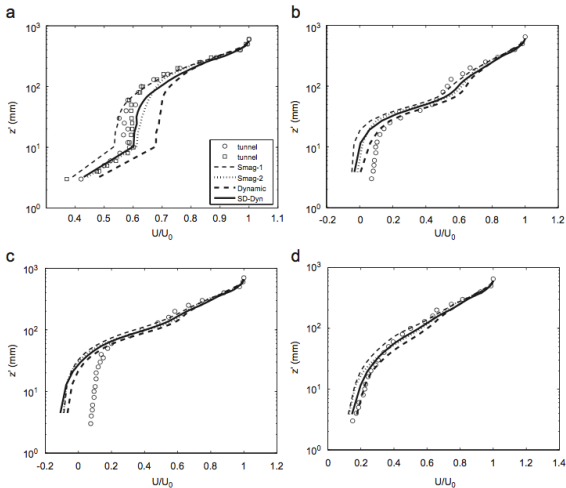 a
10³
10²
10¹
10⁰
z' (mm)
0.3 0.4 0.5 0.6 0.7 0.8 0.9 1 1.1
U/U₀
tunnel
tunnel
Smag-1
Smag-2
Dynamic
SD-Dyn
b
10³
10²
10¹
10⁰
z' (mm)
-0.2 0 0.2 0.4 0.6 0.8 1 1.2
U/U₀
c
10³
10²
10¹
10⁰
z' (mm)
-0.2 0 0.2 0.4 0.6 0.8 1 1.2
U/U₀
d
10³
10²
10¹
10⁰
z' (mm)
0 0.2 0.4 0.6 0.8 1 1.2 1.4
U/U₀